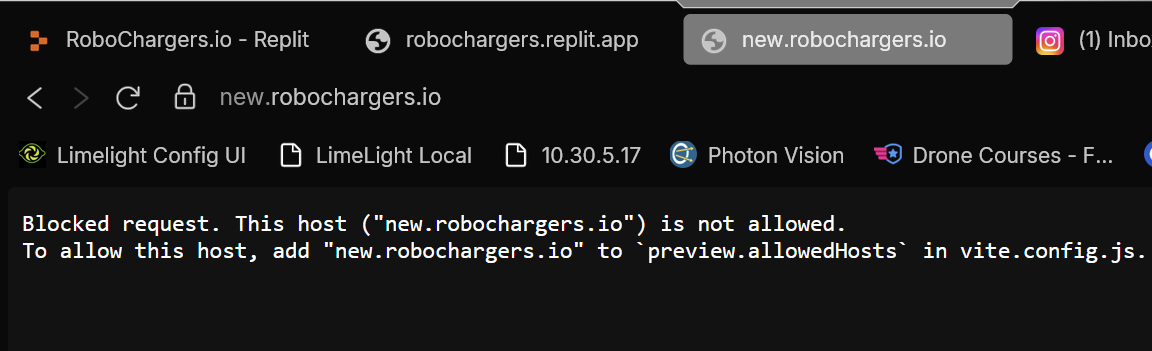 RoboChargers.io - Replit
robochargers.replit.app
new.robochargers.io
(1) Inbo
new.robochargers.io
Limelight Config UI
LimeLight Local
10.30.5.17
Photon Vision
Drone Courses - F...
Blocked request. This host ("new.robochargers.io") is not allowed.
To allow this host, add "new.robochargers.io" to `preview.allowedHosts` in vite.config.js.